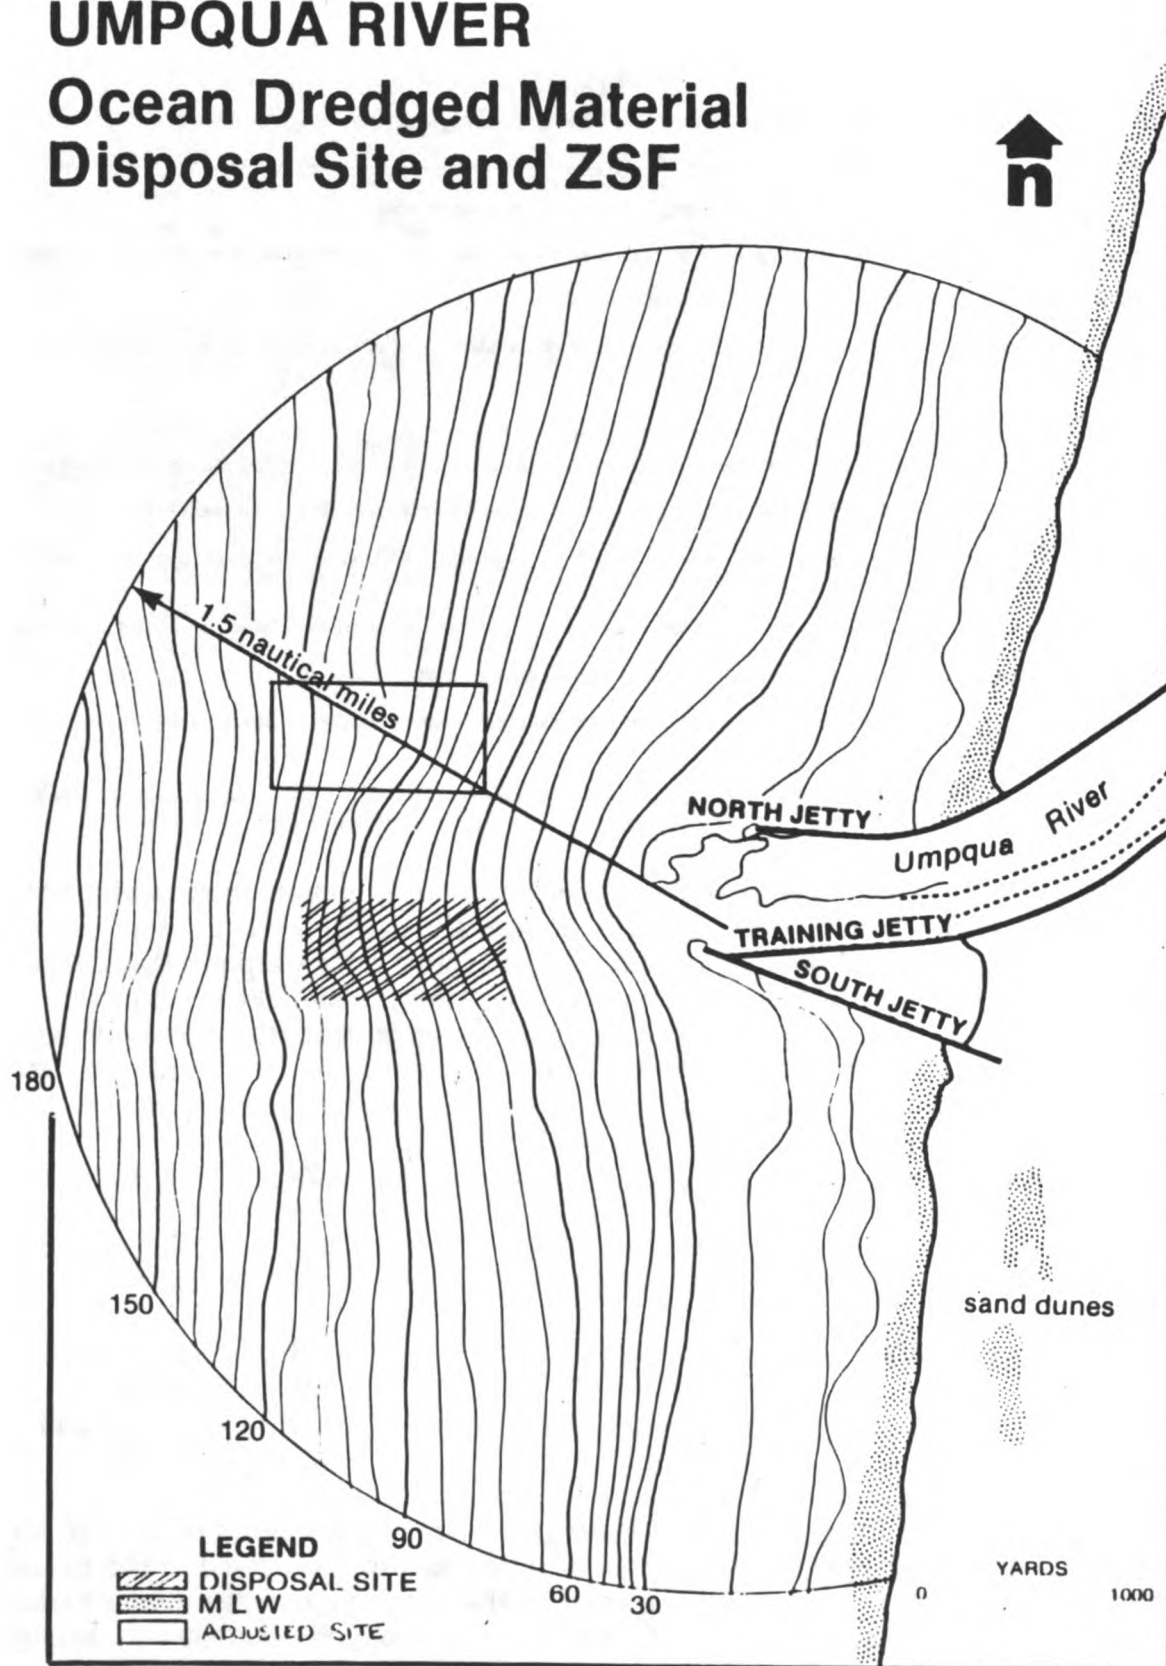 UMPQUA RIVER
Ocean Dredged Material
Disposal Site and ZSF
n
1.5 nautical miles
NORTH JETTY
Umpqua River
TRAINING JETTY
SOUTH JETTY
180
sand dunes
150
120
90
60
30
YARDS
0 1000
LEGEND
DISPOSAL SITE
MLW
ADJUSTED SITE